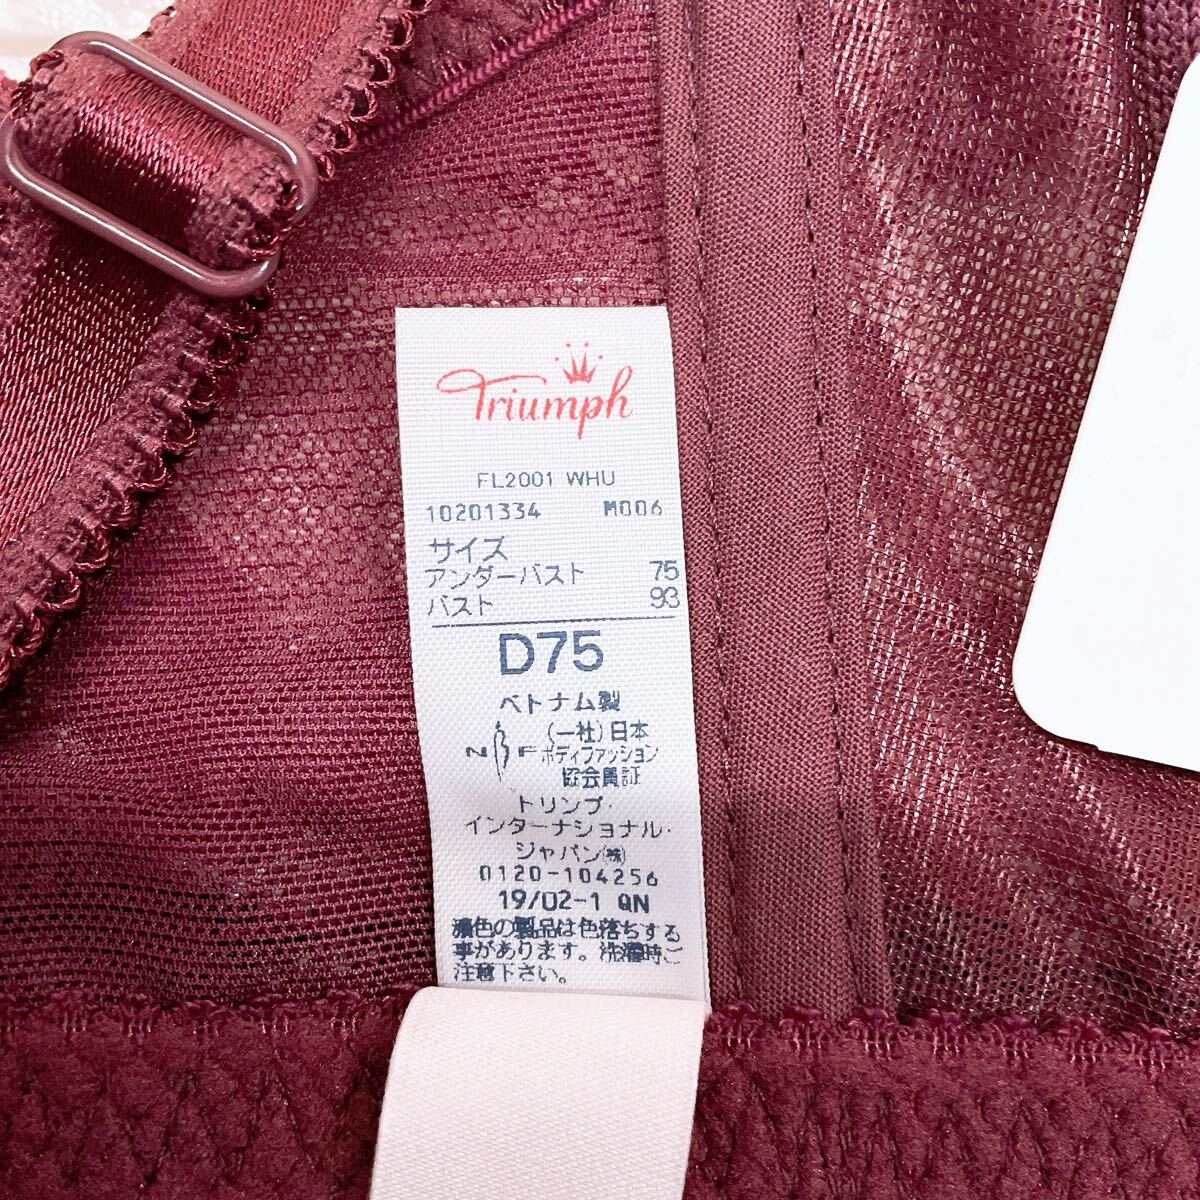 Triumph
FL2001 WHU
10201334 M006
サイズ
アンダーバスト 75
バスト 93
D75
ベトナム製
(一社)日本
NBF ボディファッション
協会員証
トリンプ・
インターナショナル・
ジャパン㈱
0120-104256
19/02-1 QN
濃色の製品は色落ちする
事があります。洗濯時ご
注意下さい。